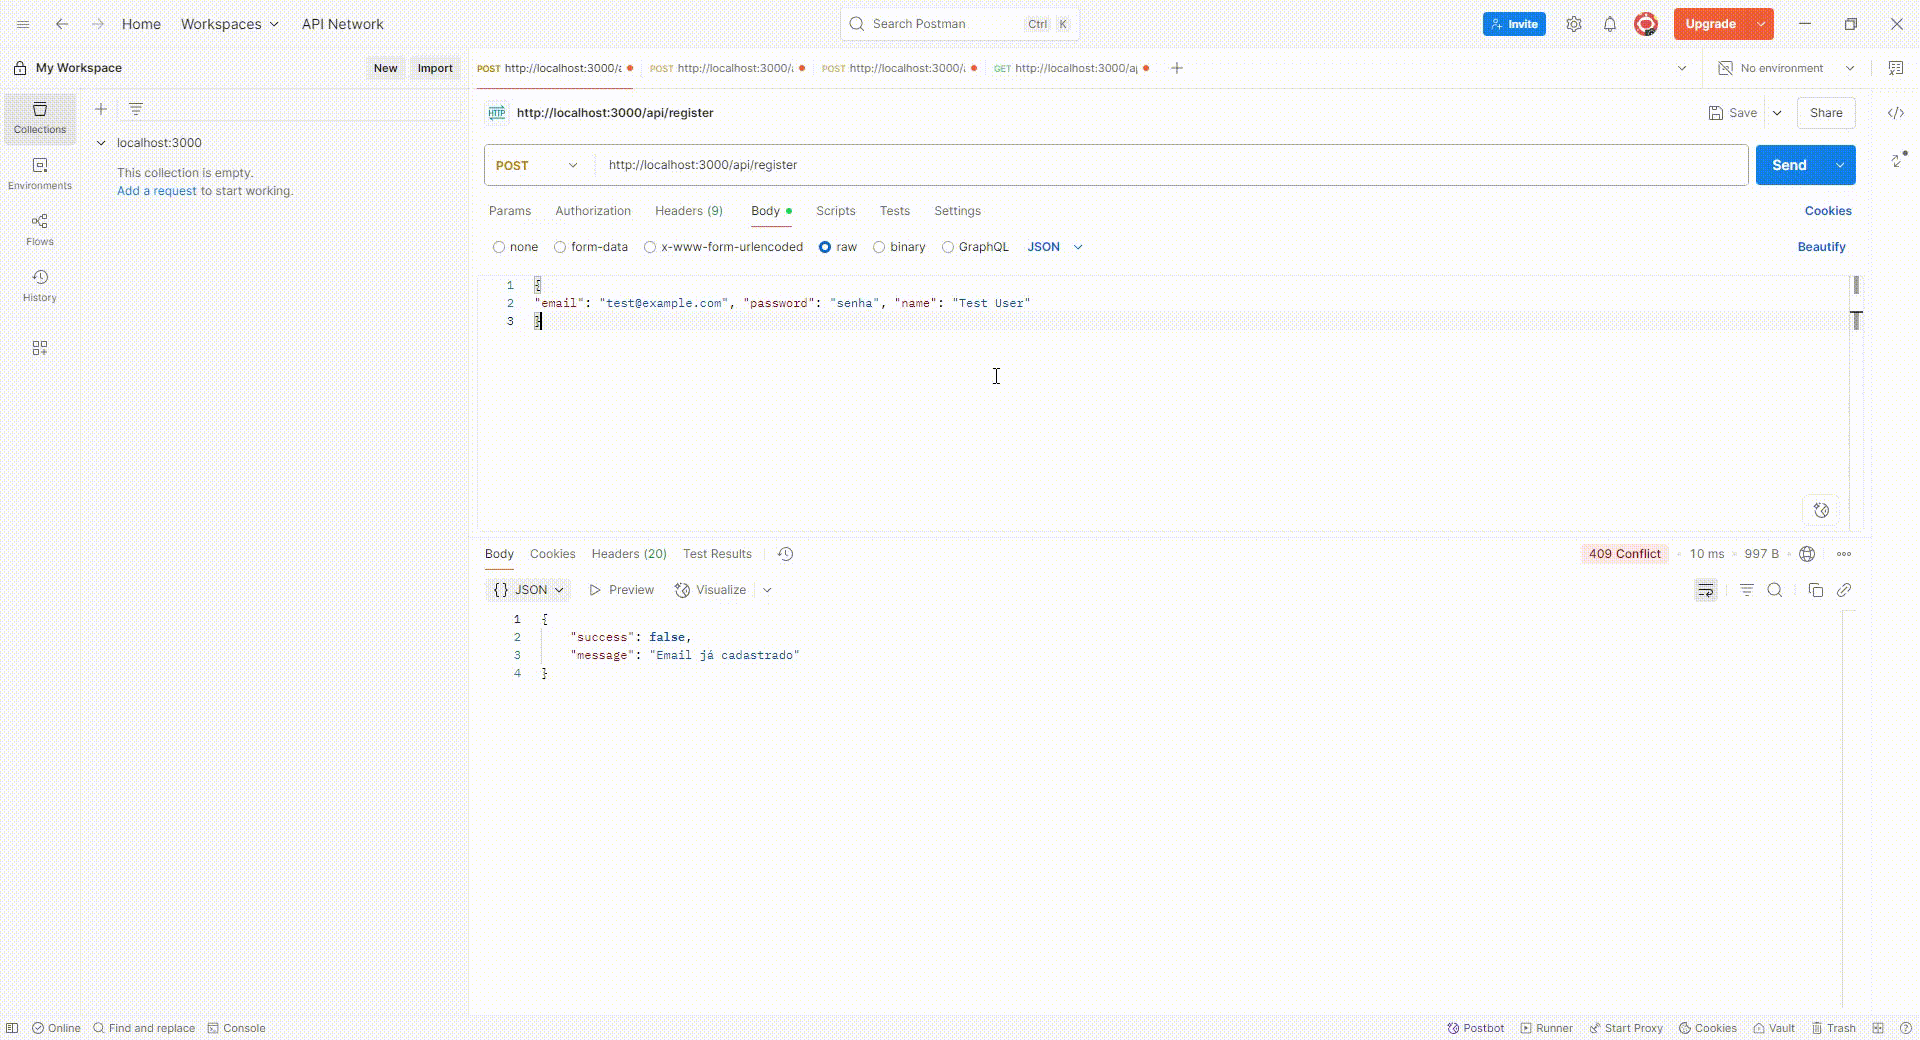 Home Workspaces API Network Search Postman Ctrl K Invite Upgrade
My Workspace New Import POST http://localhost:3000/a POST http://localhost:3000/a POST http://localhost:3000/a GET http://localhost:3000/ap No environment
Collections
Environments
Flows
History
localhost:3000
This collection is empty.
Add a request to start working.
HTTP http://localhost:3000/api/register Save Share
POST http://localhost:3000/api/register Send
Params Authorization Headers (9) Body Scripts Tests Settings Cookies
none form-data x-www-form-urlencoded raw binary GraphQL JSON Beautify
1 {
2 "email": "test@example.com", "password": "senha", "name": "Test User"
3 }
Body Cookies Headers (20) Test Results 409 Conflict 10 ms 997 B
{} JSON Preview Visualize
1 {
2 "success": false,
3 "message": "Email já cadastrado"
4 }
Online Find and replace Console Postbot Runner Start Proxy Cookies Vault Trash